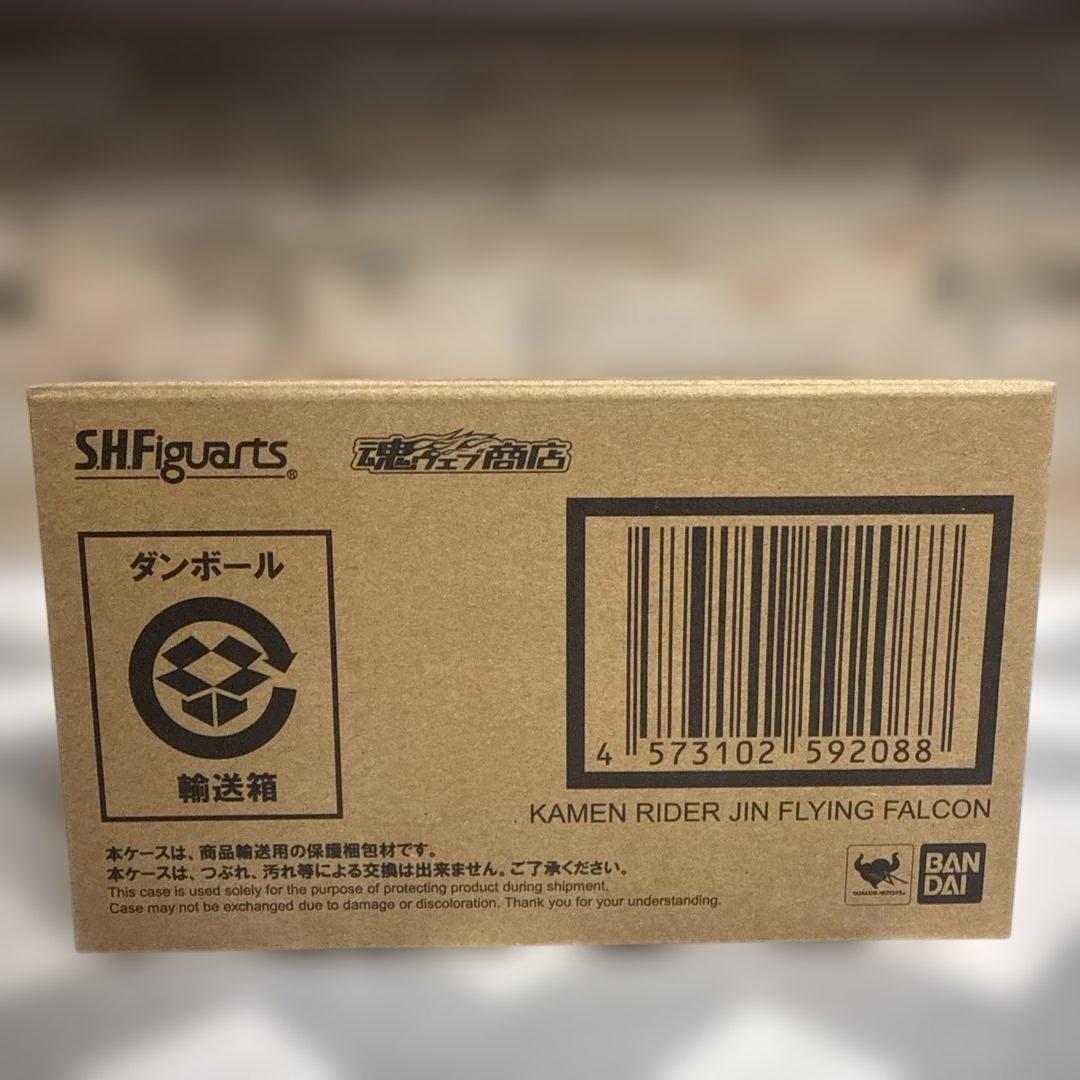 S.H.Figuarts®
魂ウェブ商店
ダンボール
輸送箱
4 573102 592088
KAMEN RIDER JIN FLYING FALCON
本ケースは、商品輸送用の保護梱包材です。
本ケースは、つぶれ、汚れ等による交換は出来ません。ご了承ください。
This case is used solely for the purpose of protecting product during shipment.
Case may not be exchanged due to damage or discoloration. Thank you for your understanding.
TAMASHII NATIONS
BAN
DAI